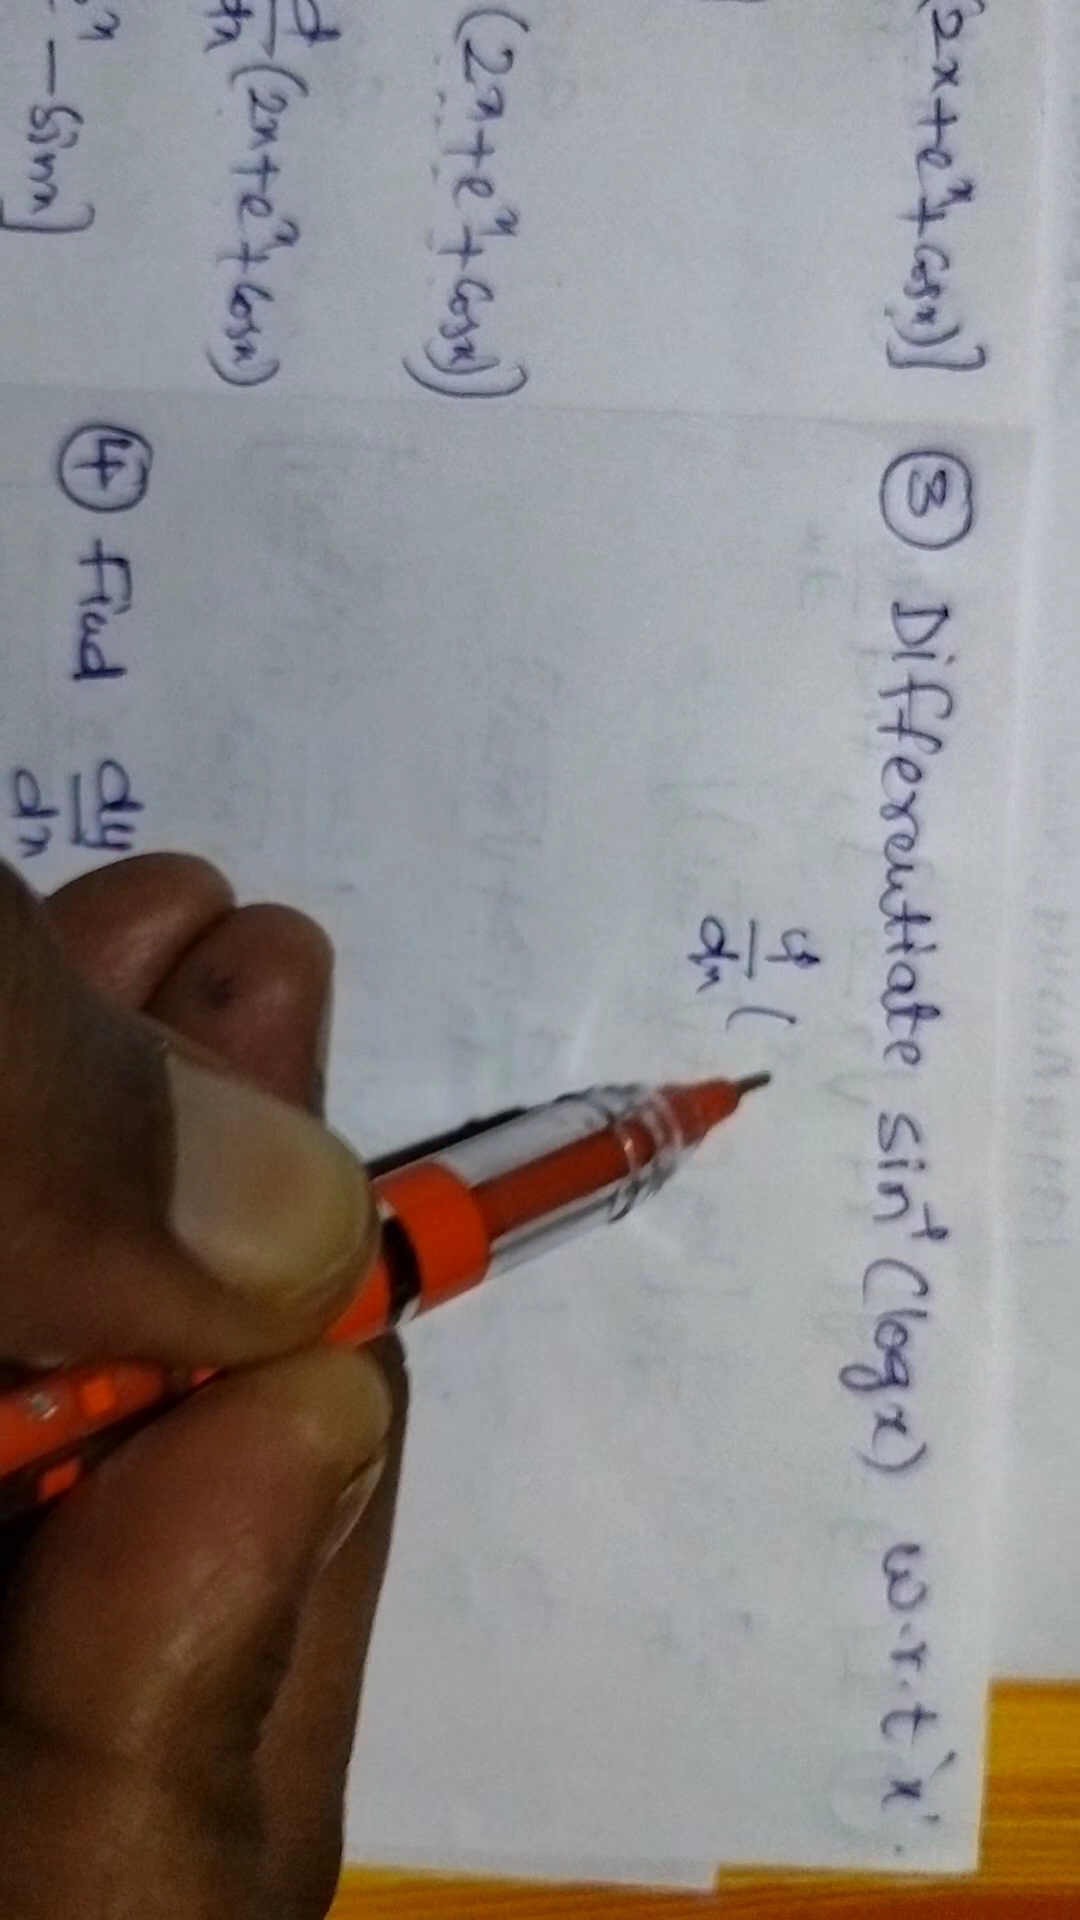 2x+eˣ+cosx)]
(2x+eˣ+cosx)]
d/dx (2x+eˣ+cosx)
eˣ - sinx]
③ Differentiate sin⁻¹(logx) w.r.t 'x'.
d/dx (
④ Find dy/dx